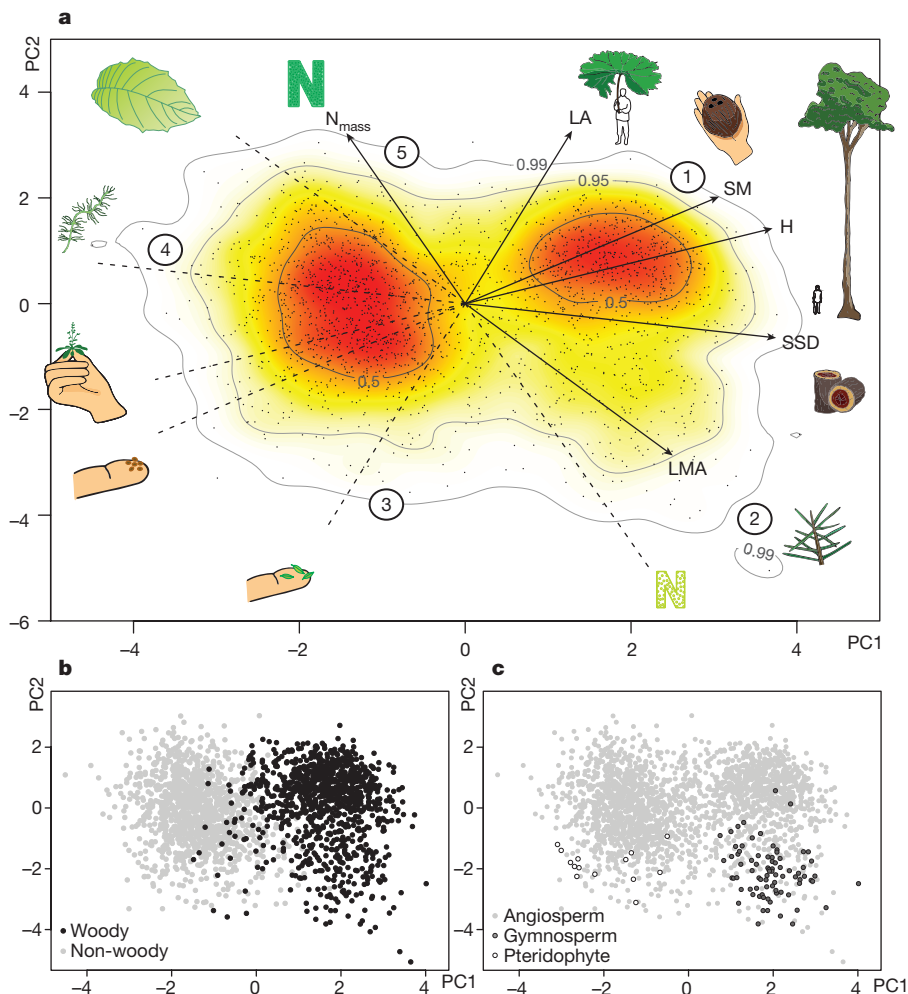 a
PC2
4
2
0
−2
−4
−6
N
N
Nmass
5
LA
0.99
0.95
1
SM
H
4
0.5
0.5
SSD
LMA
3
2
0.99
−4
−2
0
2
4
PC1
b
PC2
2
0
−2
−4
Woody
Non-woody
−4
−2
0
2
4
PC1
c
PC2
2
0
−2
−4
Angiosperm
Gymnosperm
Pteridophyte
−4
−2
0
2
4
PC1